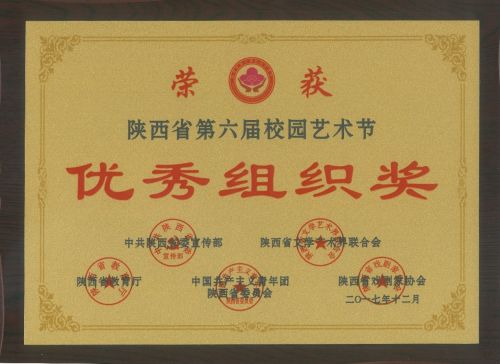 荣 获
陕西省第六届校园艺术节
优秀组织奖
中共陕西省委宣传部 陕西省文学艺术界联合会
陕西省教育厅 中国共产主义青年团陕西省委员会 陕西省戏剧家协会
二〇一七年十二月